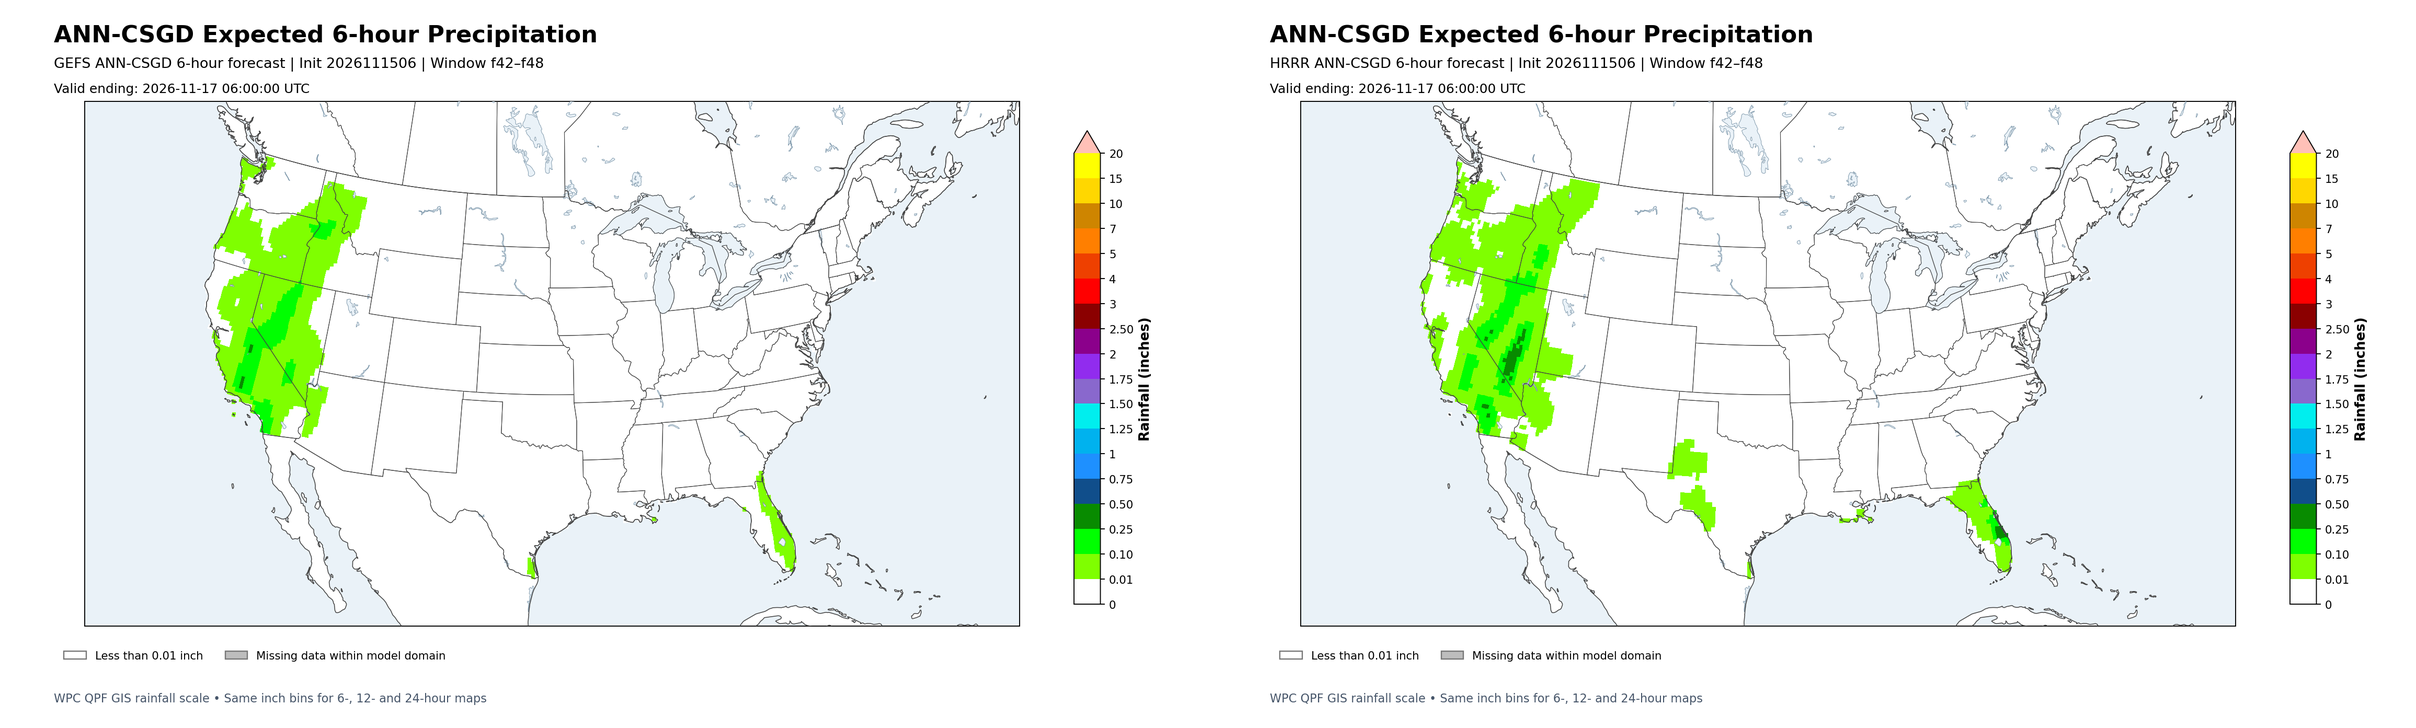 ANN-CSGD Expected 6-hour Precipitation
GEFS ANN-CSGD 6-hour forecast | Init 2026111506 | Window f42–f48
Valid ending: 2026-11-17 06:00:00 UTC
20
15
10
7
5
4
3
2.50
2
1.75
1.50
1.25
1
0.75
0.50
0.25
0.10
0.01
0
Rainfall (inches)
Less than 0.01 inch
Missing data within model domain
WPC QPF GIS rainfall scale • Same inch bins for 6-, 12- and 24-hour maps
ANN-CSGD Expected 6-hour Precipitation
HRRR ANN-CSGD 6-hour forecast | Init 2026111506 | Window f42–f48
Valid ending: 2026-11-17 06:00:00 UTC
20
15
10
7
5
4
3
2.50
2
1.75
1.50
1.25
1
0.75
0.50
0.25
0.10
0.01
0
Rainfall (inches)
Less than 0.01 inch
Missing data within model domain
WPC QPF GIS rainfall scale • Same inch bins for 6-, 12- and 24-hour maps